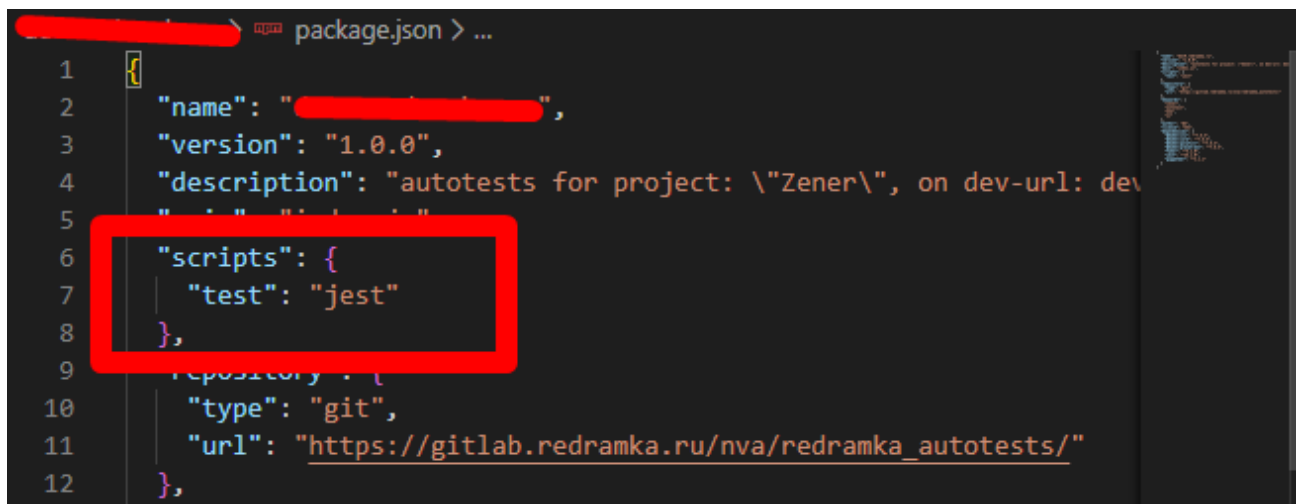 package.json > ...
1 {
2 "name": "",
3 "version": "1.0.0",
4 "description": "autotests for project: \"Zener\", on dev-url: dev
5
6 "scripts": {
7 "test": "jest"
8 },
9 "repository": {
10 "type": "git",
11 "url": "https://gitlab.redramka.ru/nva/redramka_autotests/"
12 },